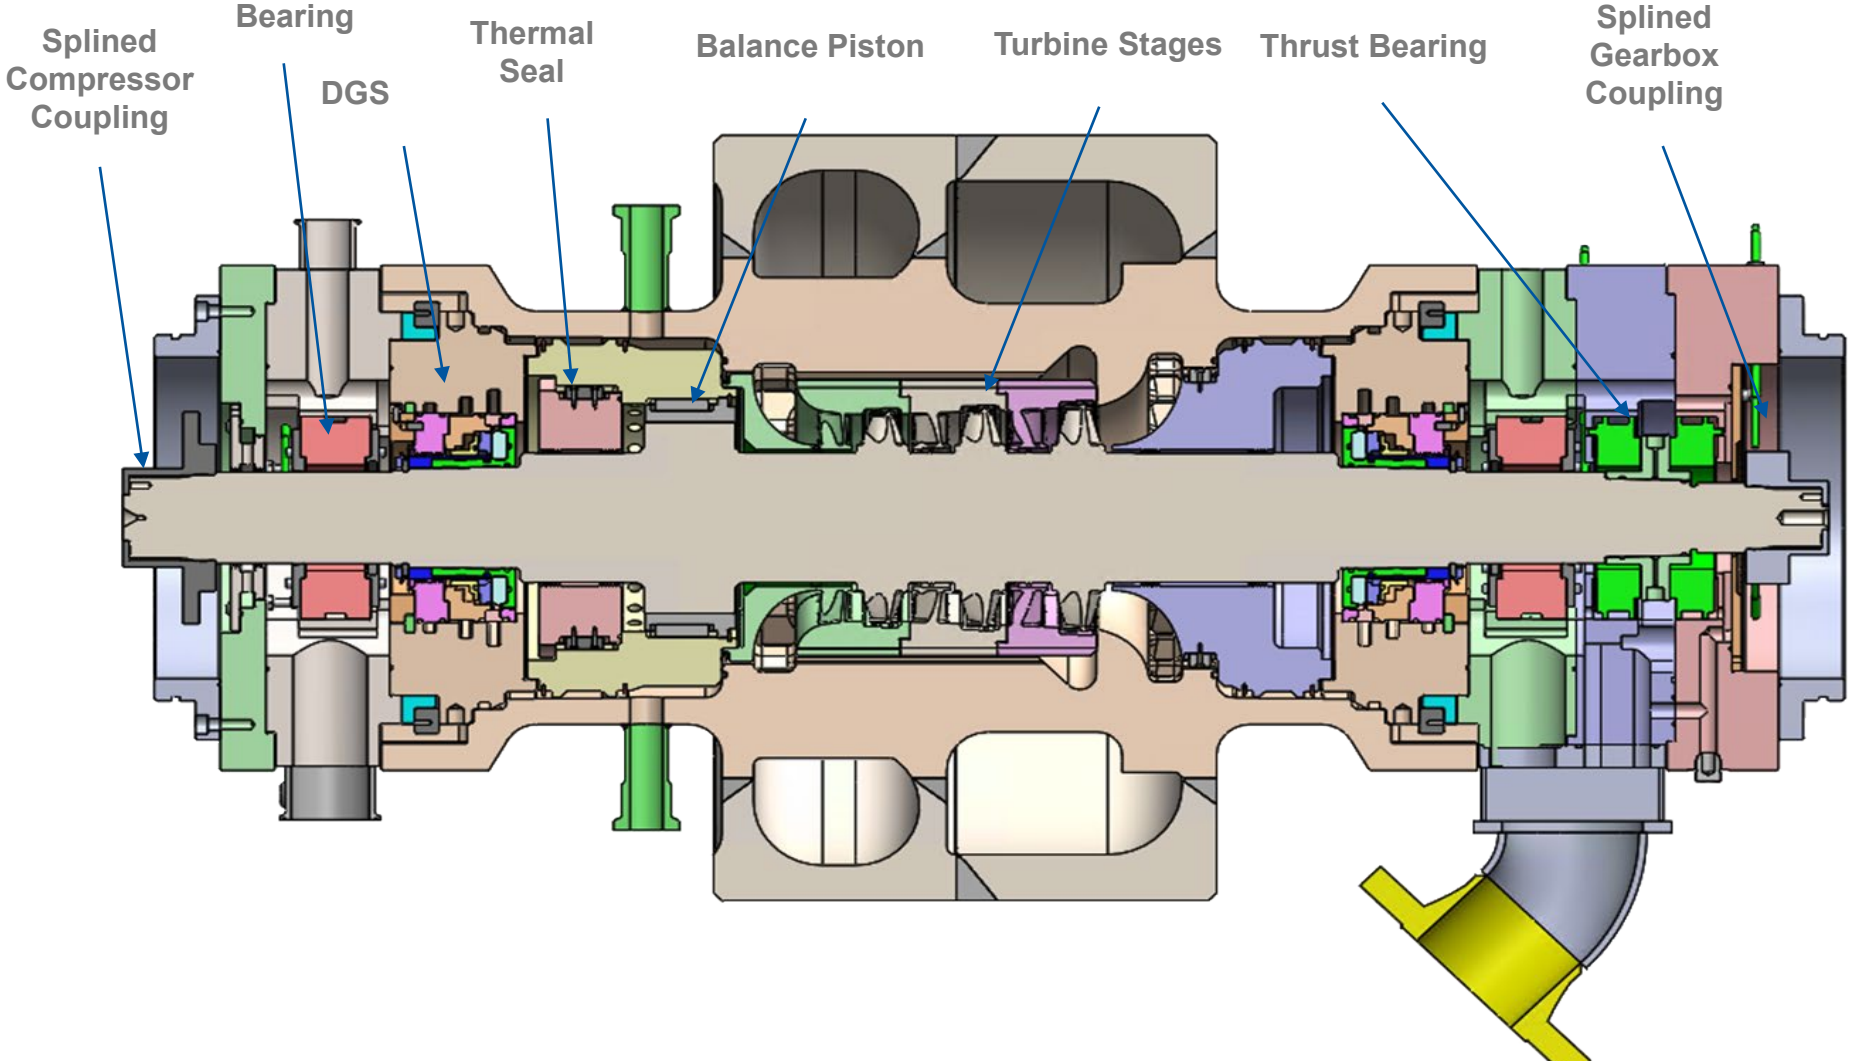 Splined
Compressor
Coupling
Bearing
DGS
Thermal
Seal
Balance Piston
Turbine Stages
Thrust Bearing
Splined
Gearbox
Coupling